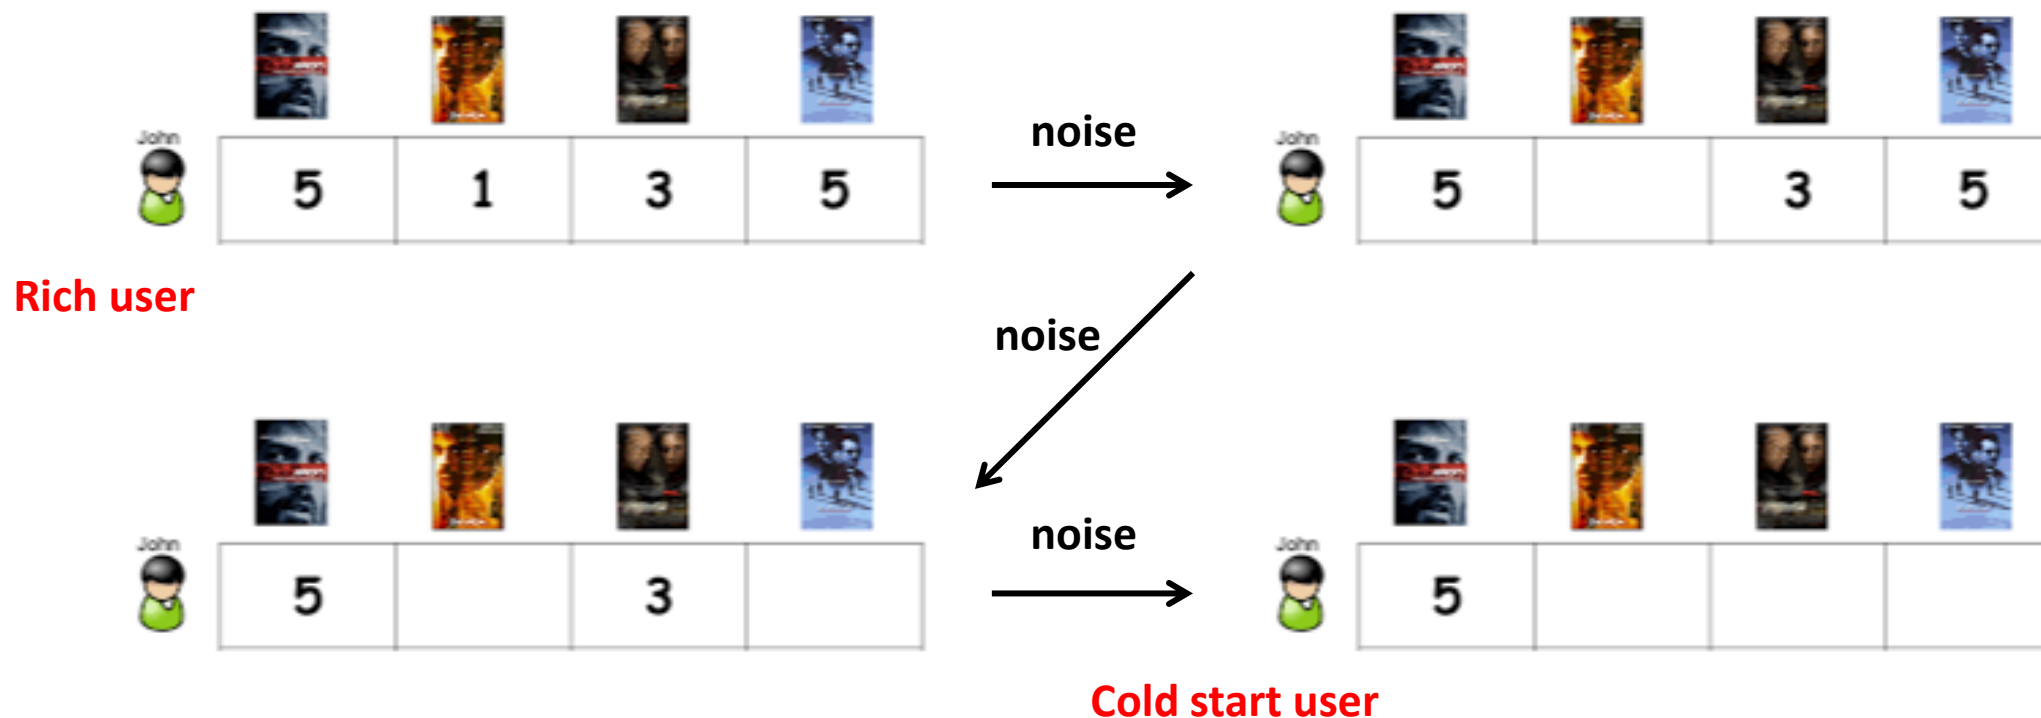 John
5 1 3 5
noise
John
5 3 5
Rich user
noise
John
5 3
noise
John
5
Cold start user